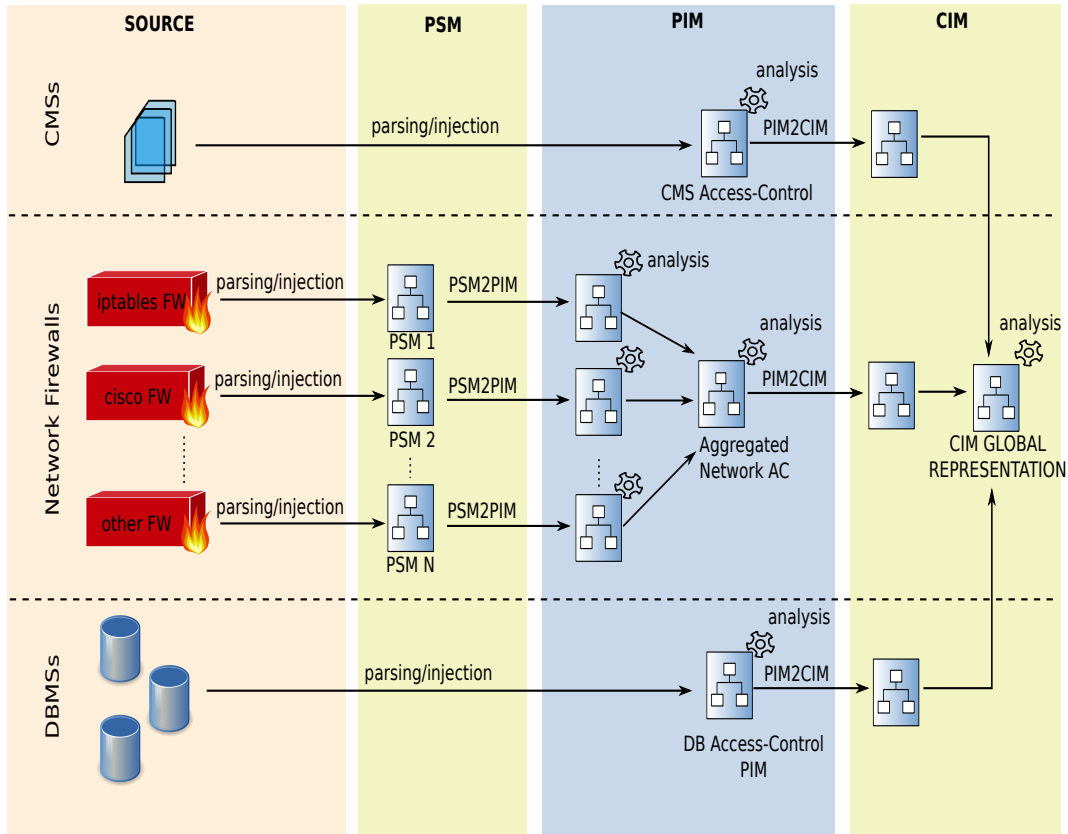 SOURCE
PSM
PIM
CIM
CMSs
parsing/injection
analysis
PIM2CIM
CMS Access-Control
Network Firewalls
iptables FW
parsing/injection
PSM 1
PSM2PIM
analysis
cisco FW
parsing/injection
PSM 2
PSM2PIM
analysis
PIM2CIM
Aggregated
Network AC
analysis
CIM GLOBAL
REPRESENTATION
other FW
parsing/injection
PSM N
PSM2PIM
DBMSs
parsing/injection
analysis
PIM2CIM
DB Access-Control
PIM